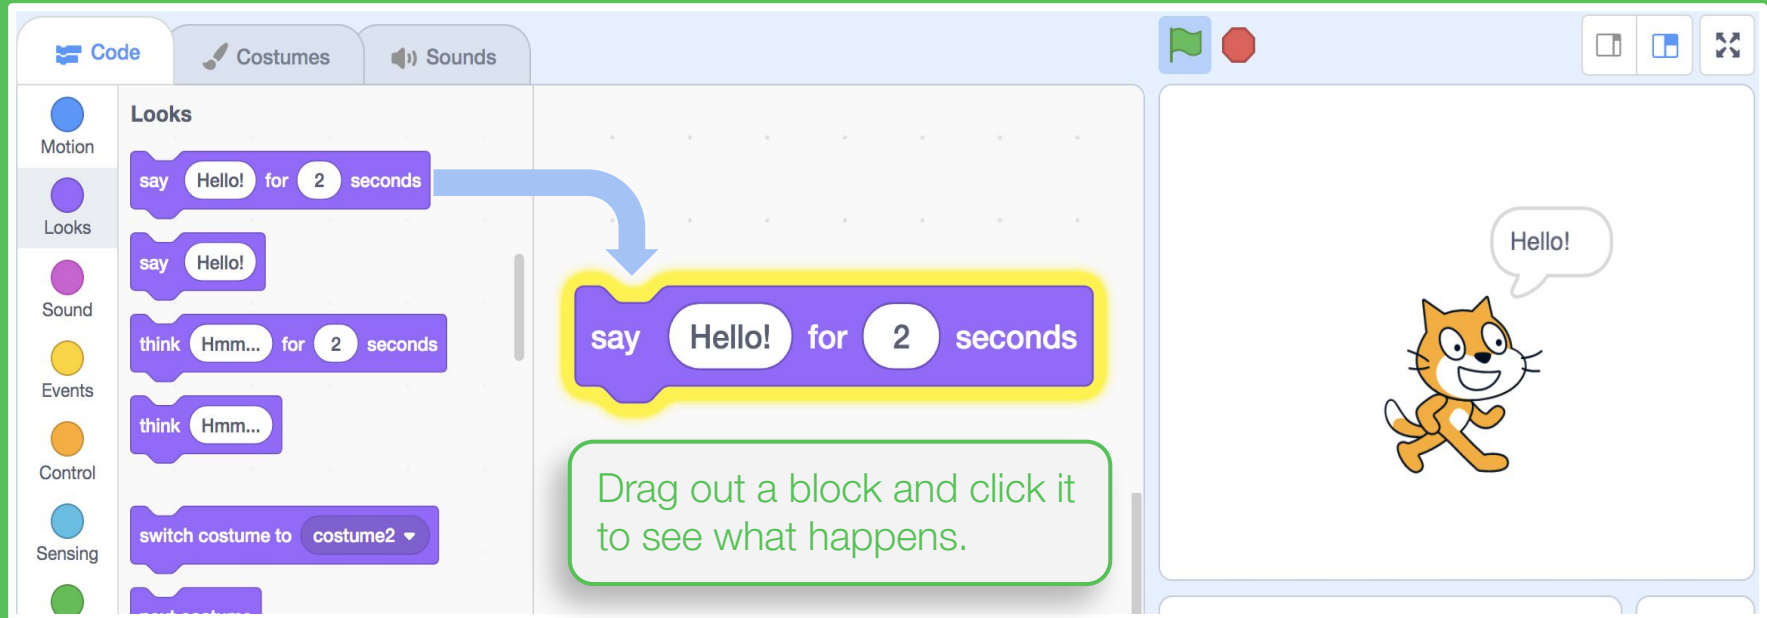 Code
Costumes
Sounds
Motion
Looks
Sound
Events
Control
Sensing
Looks
say Hello! for 2 seconds
say Hello!
think Hmm... for 2 seconds
think Hmm...
switch costume to costume2
next costume
say Hello! for 2 seconds
Drag out a block and click it
to see what happens.
Hello!